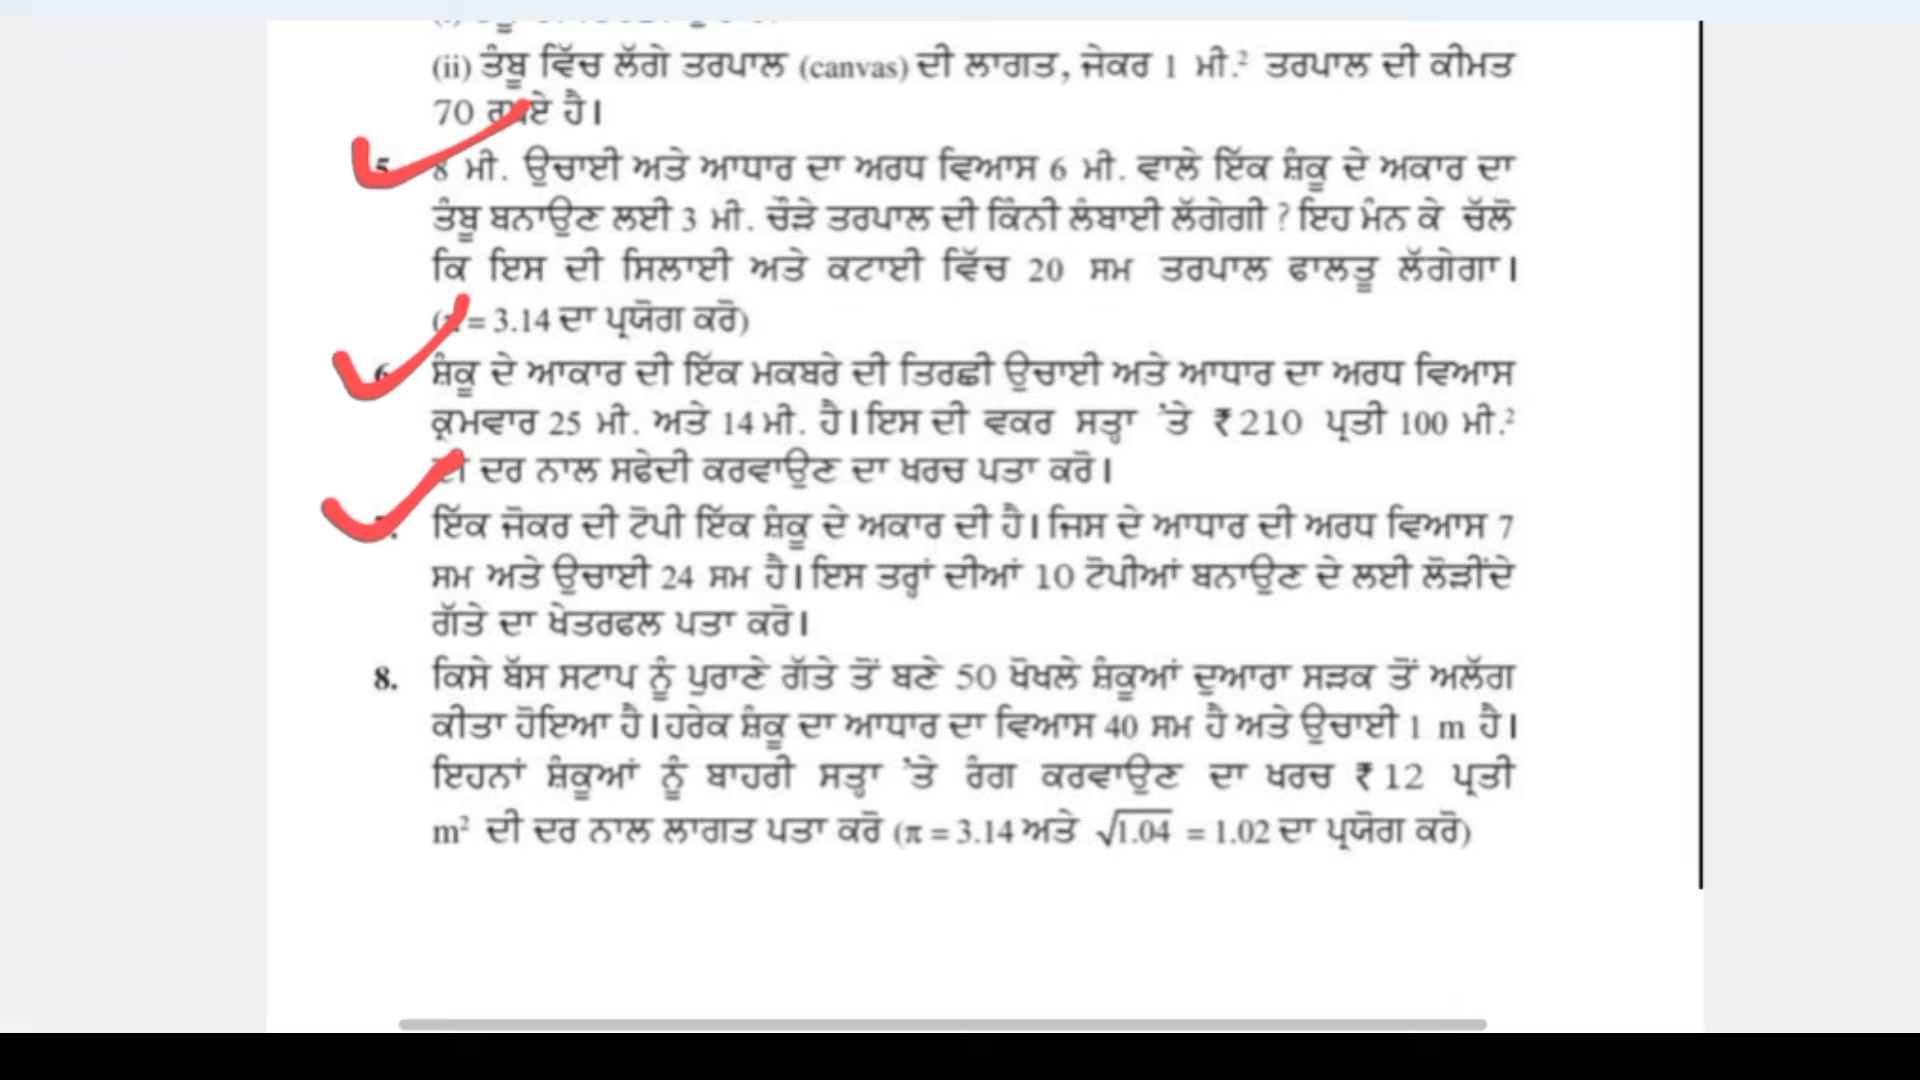 (ii) ਤੰਬੂ ਵਿੱਚ ਲੱਗੇ ਤਰਪਾਲ (canvas) ਦੀ ਲਾਗਤ, ਜੇਕਰ 1 ਮੀ.² ਤਰਪਾਲ ਦੀ ਕੀਮਤ
70 ਰੁਪਏ ਹੈ।
5. 8 ਮੀ. ਉਚਾਈ ਅਤੇ ਆਧਾਰ ਦਾ ਅਰਧ ਵਿਆਸ 6 ਮੀ. ਵਾਲੇ ਇੱਕ ਸ਼ੰਕੂ ਦੇ ਅਕਾਰ ਦਾ
ਤੰਬੂ ਬਨਾਉਣ ਲਈ 3 ਮੀ. ਚੌੜੇ ਤਰਪਾਲ ਦੀ ਕਿੰਨੀ ਲੰਬਾਈ ਲੱਗੇਗੀ ? ਇਹ ਮੰਨ ਕੇ ਚੱਲੋ
ਕਿ ਇਸ ਦੀ ਸਿਲਾਈ ਅਤੇ ਕਟਾਈ ਵਿੱਚ 20 ਸਮ ਤਰਪਾਲ ਫਾਲਤੂ ਲੱਗੇਗਾ।
(π = 3.14 ਦਾ ਪ੍ਰਯੋਗ ਕਰੋ)
6. ਸ਼ੰਕੂ ਦੇ ਆਕਾਰ ਦੀ ਇੱਕ ਮਕਬਰੇ ਦੀ ਤਿਰਛੀ ਉਚਾਈ ਅਤੇ ਆਧਾਰ ਦਾ ਅਰਧ ਵਿਆਸ
ਕ੍ਰਮਵਾਰ 25 ਮੀ. ਅਤੇ 14 ਮੀ. ਹੈ। ਇਸ ਦੀ ਵਕਰ ਸਤ੍ਹਾ 'ਤੇ ₹ 210 ਪ੍ਰਤੀ 100 ਮੀ.²
ਦੀ ਦਰ ਨਾਲ ਸਫੇਦੀ ਕਰਵਾਉਣ ਦਾ ਖਰਚ ਪਤਾ ਕਰੋ।
7. ਇੱਕ ਜੋਕਰ ਦੀ ਟੋਪੀ ਇੱਕ ਸ਼ੰਕੂ ਦੇ ਅਕਾਰ ਦੀ ਹੈ। ਜਿਸ ਦੇ ਆਧਾਰ ਦੀ ਅਰਧ ਵਿਆਸ 7
ਸਮ ਅਤੇ ਉਚਾਈ 24 ਸਮ ਹੈ। ਇਸ ਤਰ੍ਹਾਂ ਦੀਆਂ 10 ਟੋਪੀਆਂ ਬਨਾਉਣ ਦੇ ਲਈ ਲੋੜੀਂਦੇ
ਗੱਤੇ ਦਾ ਖੇਤਰਫਲ ਪਤਾ ਕਰੋ।
8. ਕਿਸੇ ਬੱਸ ਸਟਾਪ ਨੂੰ ਪੁਰਾਣੇ ਗੱਤੇ ਤੋਂ ਬਣੇ 50 ਖੋਖਲੇ ਸ਼ੰਕੂਆਂ ਦੁਆਰਾ ਸੜਕ ਤੋਂ ਅਲੱਗ
ਕੀਤਾ ਹੋਇਆ ਹੈ। ਹਰੇਕ ਸ਼ੰਕੂ ਦਾ ਆਧਾਰ ਦਾ ਵਿਆਸ 40 ਸਮ ਹੈ ਅਤੇ ਉਚਾਈ 1 m ਹੈ।
ਇਹਨਾਂ ਸ਼ੰਕੂਆਂ ਨੂੰ ਬਾਹਰੀ ਸਤ੍ਹਾ 'ਤੇ ਰੰਗ ਕਰਵਾਉਣ ਦਾ ਖਰਚ ₹ 12 ਪ੍ਰਤੀ
m² ਦੀ ਦਰ ਨਾਲ ਲਾਗਤ ਪਤਾ ਕਰੋ (π = 3.14 ਅਤੇ √1.04 = 1.02 ਦਾ ਪ੍ਰਯੋਗ ਕਰੋ)